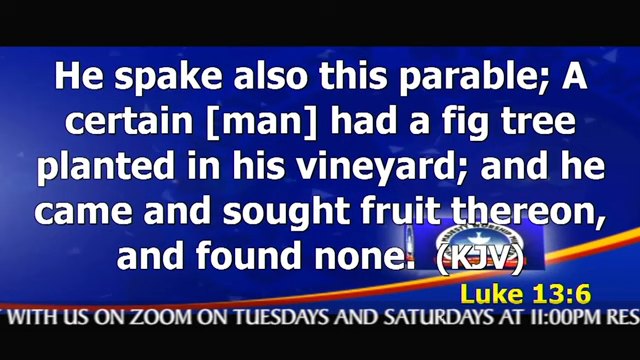 He spake also this parable; A
certain [man] had a fig tree
planted in his vineyard; and he
came and sought fruit thereon,
and found none. (KJV)
Luke 13:6
WITH US ON ZOOM ON TUESDAYS AND SATURDAYS AT 11:00PM RES